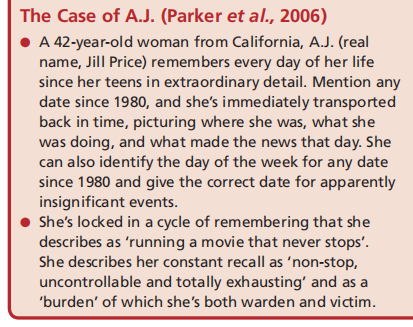 The Case of A.J. (Parker et al., 2006)
● A 42-year-old woman from California, A.J. (real
name, Jill Price) remembers every day of her life
since her teens in extraordinary detail. Mention any
date since 1980, and she’s immediately transported
back in time, picturing where she was, what she
was doing, and what made the news that day. She
can also identify the day of the week for any date
since 1980 and give the correct date for apparently
insignificant events.
● She’s locked in a cycle of remembering that she
describes as ‘running a movie that never stops’.
She describes her constant recall as ‘non-stop,
uncontrollable and totally exhausting’ and as a
‘burden’ of which she’s both warden and victim.